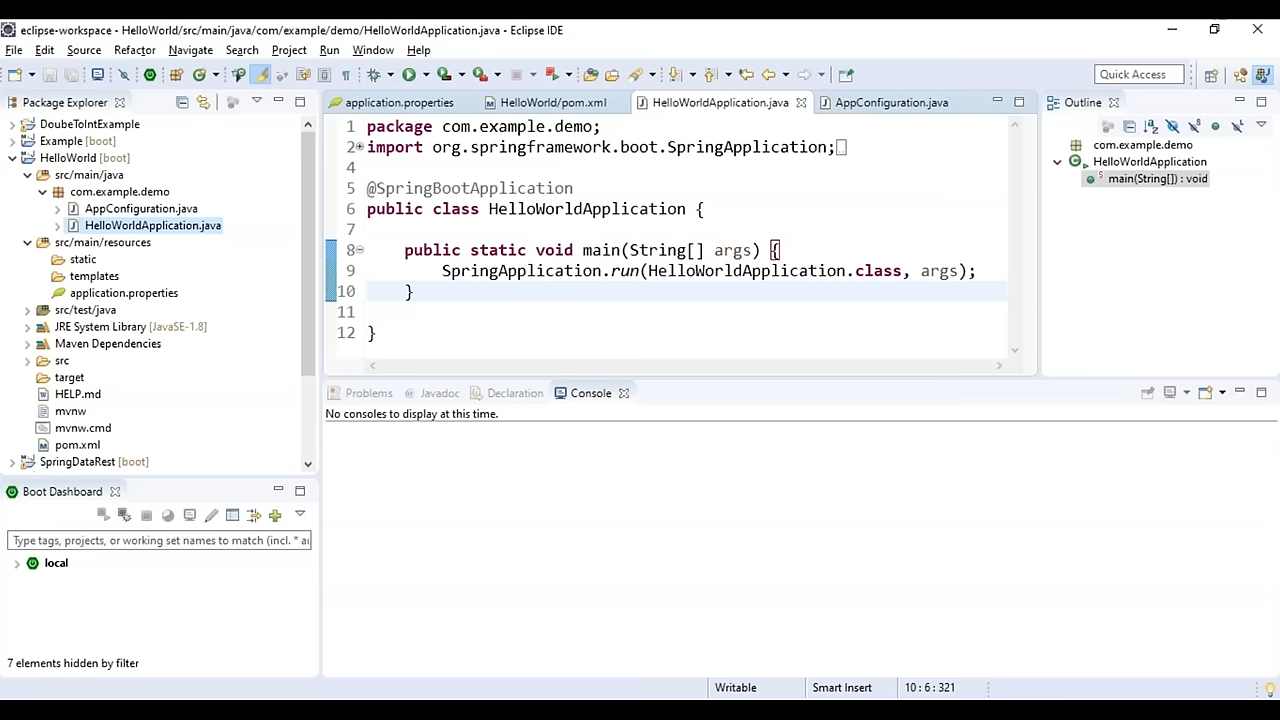 eclipse-workspace - HelloWorld/src/main/java/com/example/demo/HelloWorldApplication.java - Eclipse IDE
File Edit Source Refactor Navigate Search Project Run Window Help
Quick Access
Package Explorer
DoubeToIntExample
Example [boot]
HelloWorld [boot]
src/main/java
com.example.demo
AppConfiguration.java
HelloWorldApplication.java
src/main/resources
static
templates
application.properties
src/test/java
JRE System Library [JavaSE-1.8]
Maven Dependencies
src
target
HELP.md
mvnw
mvnw.cmd
pom.xml
SpringDataRest [boot]
Boot Dashboard
Type tags, projects, or working set names to match (incl. * a
local
7 elements hidden by filter
application.properties HelloWorld/pom.xml HelloWorldApplication.java AppConfiguration.java
1 package com.example.demo;
2 import org.springframework.boot.SpringApplication;
4
5 @SpringBootApplication
6 public class HelloWorldApplication {
7
8 public static void main(String[] args) {
9 SpringApplication.run(HelloWorldApplication.class, args);
10 }
11
12 }
Outline
com.example.demo
HelloWorldApplication
main(String[]) : void
Problems Javadoc Declaration Console
No consoles to display at this time.
Writable Smart Insert 10 : 6 : 321